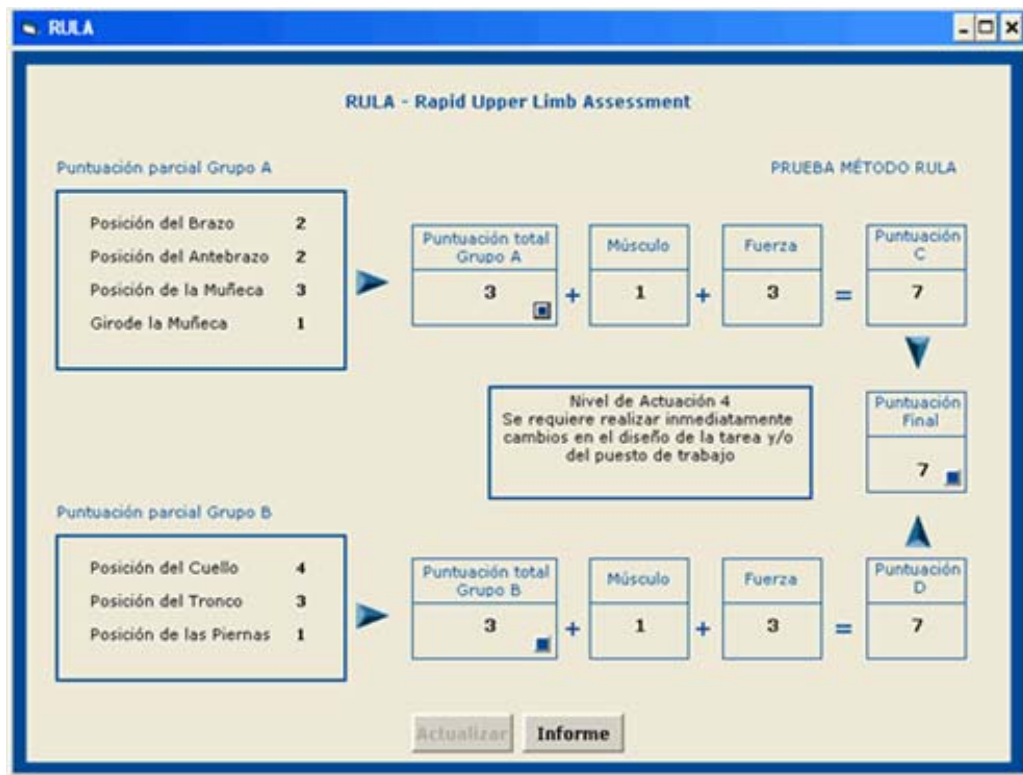 RULA
RULA - Rapid Upper Limb Assessment
Puntuación parcial Grupo A
PRUEBA MÉTODO RULA
Posición del Brazo 2
Posición del Antebrazo 2
Posición de la Muñeca 3
Girode la Muñeca 1
Puntuación total
Grupo A
3
+
Músculo
1
+
Fuerza
3
=
Puntuación
C
7
Nivel de Actuación 4
Se requiere realizar inmediatamente
cambios en el diseño de la tarea y/o
del puesto de trabajo
Puntuación
Final
7
Puntuación parcial Grupo B
Posición del Cuello 4
Posición del Tronco 3
Posición de las Piernas 1
Puntuación total
Grupo B
3
+
Músculo
1
+
Fuerza
3
=
Puntuación
D
7
Actualizar
Informe